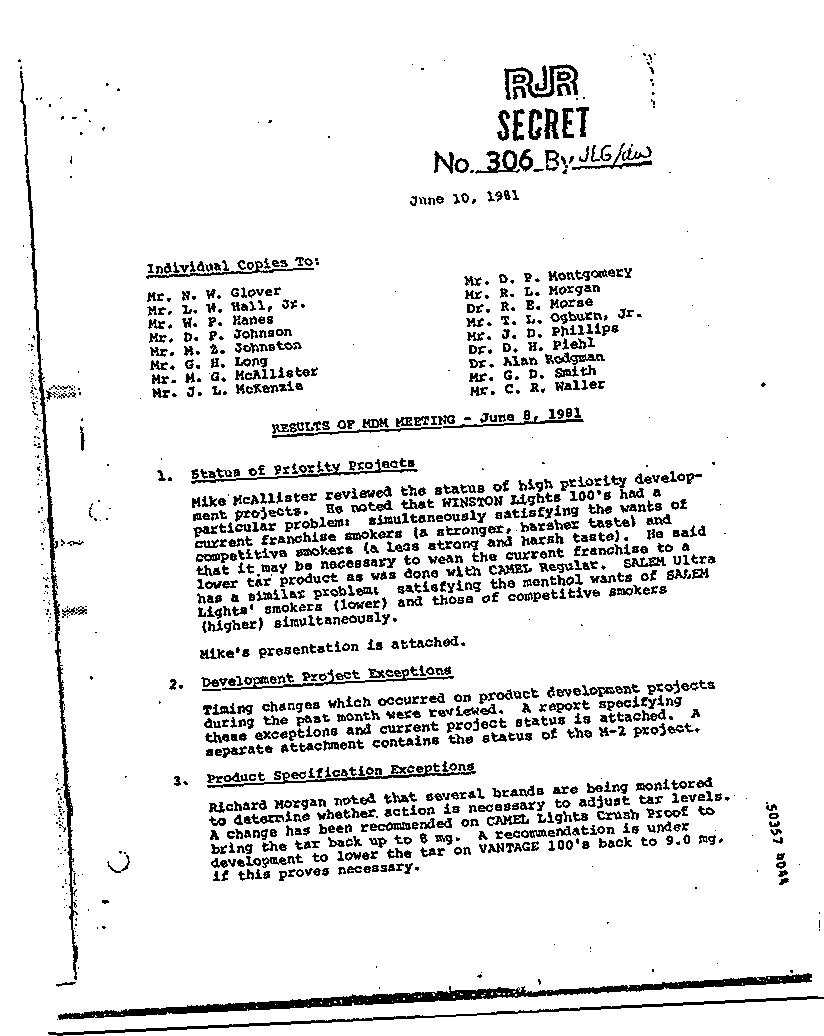 RJR
SECRET
No. 306 By JLG/dw
June 10, 1981
Individual Copies To:
Mr. N. W. Glover
Mr. L. W. Hall, Jr.
Mr. W. P. Hanes
Mr. D. P. Johnson
Mr. M. Z. Johnston
Mr. G. H. Long
Mr. M. G. McAllister
Mr. J. L. McKenzie
Mr. D. P. Montgomery
Mr. R. L. Morgan
Dr. R. E. Morse
Mr. T. L. Ogburn, Jr.
Mr. J. D. Phillips
Dr. D. H. Piehl
Dr. Alan Rodgman
Mr. G. D. Smith
Mr. C. R. Waller
RESULTS OF MDM MEETING - June 8, 1981
1. Status of Priority Projects
Mike McAllister reviewed the status of high priority develop-
ment projects. He noted that WINSTON Lights 100's had a
particular problem: simultaneously satisfying the wants of
current franchise smokers (a stronger, harsher taste) and
competitive smokers (a less strong and harsh taste). He said
that it may be necessary to wean the current franchise to a
lower tar product as was done with CAMEL Regular. SALEM Ultra
has a similar problem: satisfying the menthol wants of SALEM
Lights' smokers (lower) and those of competitive smokers
(higher) simultaneously.
Mike's presentation is attached.
2. Development Project Exceptions
Timing changes which occurred on product development projects
during the past month were reviewed. A report specifying
these exceptions and current project status is attached. A
separate attachment contains the status of the M-2 project.
3. Product Specification Exceptions
Richard Morgan noted that several brands are being monitored
to determine whether action is necessary to adjust tar levels.
A change has been recommended on CAMEL Lights Crush Proof to
bring the tar back up to 8 mg. A recommendation is under
development to lower the tar on VANTAGE 100's back to 9.0 mg,
if this proves necessary.
50357 4044